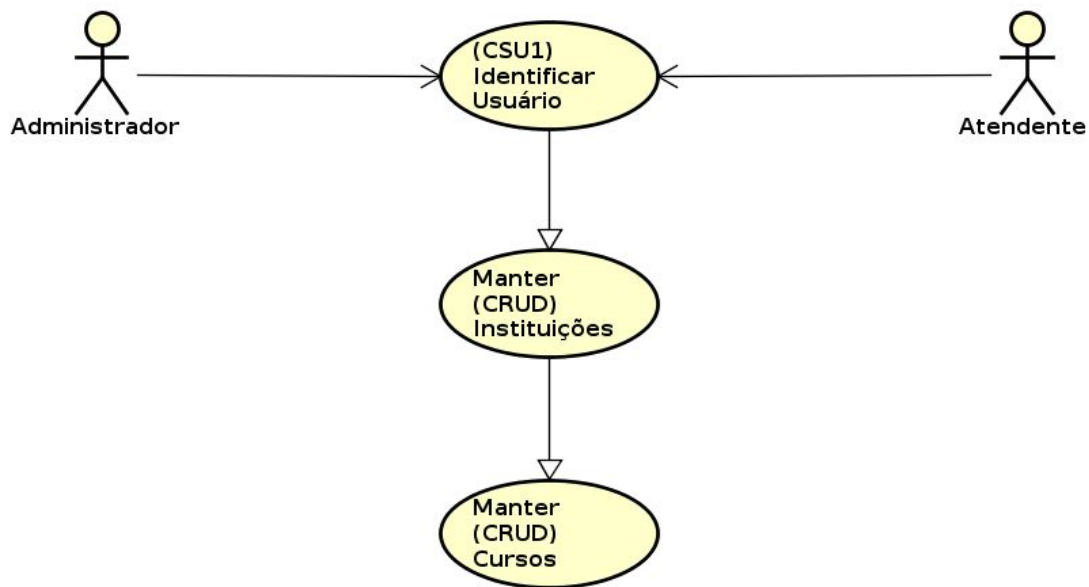 (CSU1)
Identificar
Usuário
Administrador
Atendente
Manter
(CRUD)
Instituições
Manter
(CRUD)
Cursos